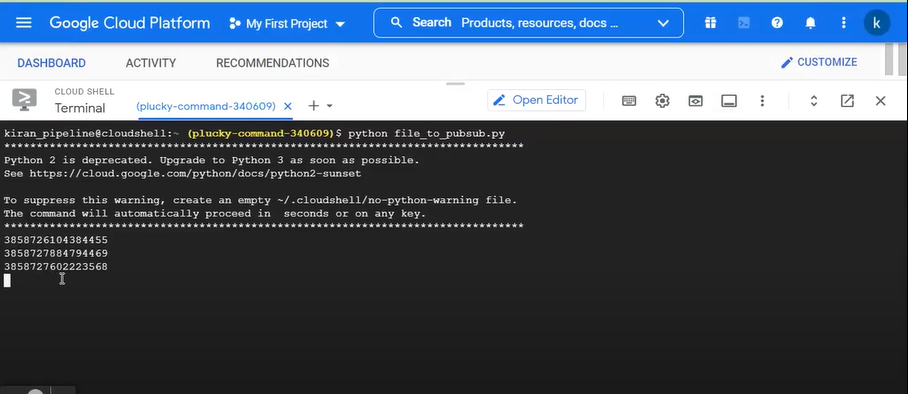 Google Cloud Platform My First Project Search Products, resources, docs ... k
DASHBOARD ACTIVITY RECOMMENDATIONS CUSTOMIZE
CLOUD SHELL
Terminal (plucky-command-340609) Open Editor
kiran_pipeline@cloudshell:~ (plucky-command-340609)$ python file_to_pubsub.py
********************************************************************************
Python 2 is deprecated. Upgrade to Python 3 as soon as possible.
See https://cloud.google.com/python/docs/python2-sunset
To suppress this warning, create an empty ~/.cloudshell/no-python-warning file.
The command will automatically proceed in  seconds or on any key.
********************************************************************************
3858726104384455
3858727884794469
3858727602223568